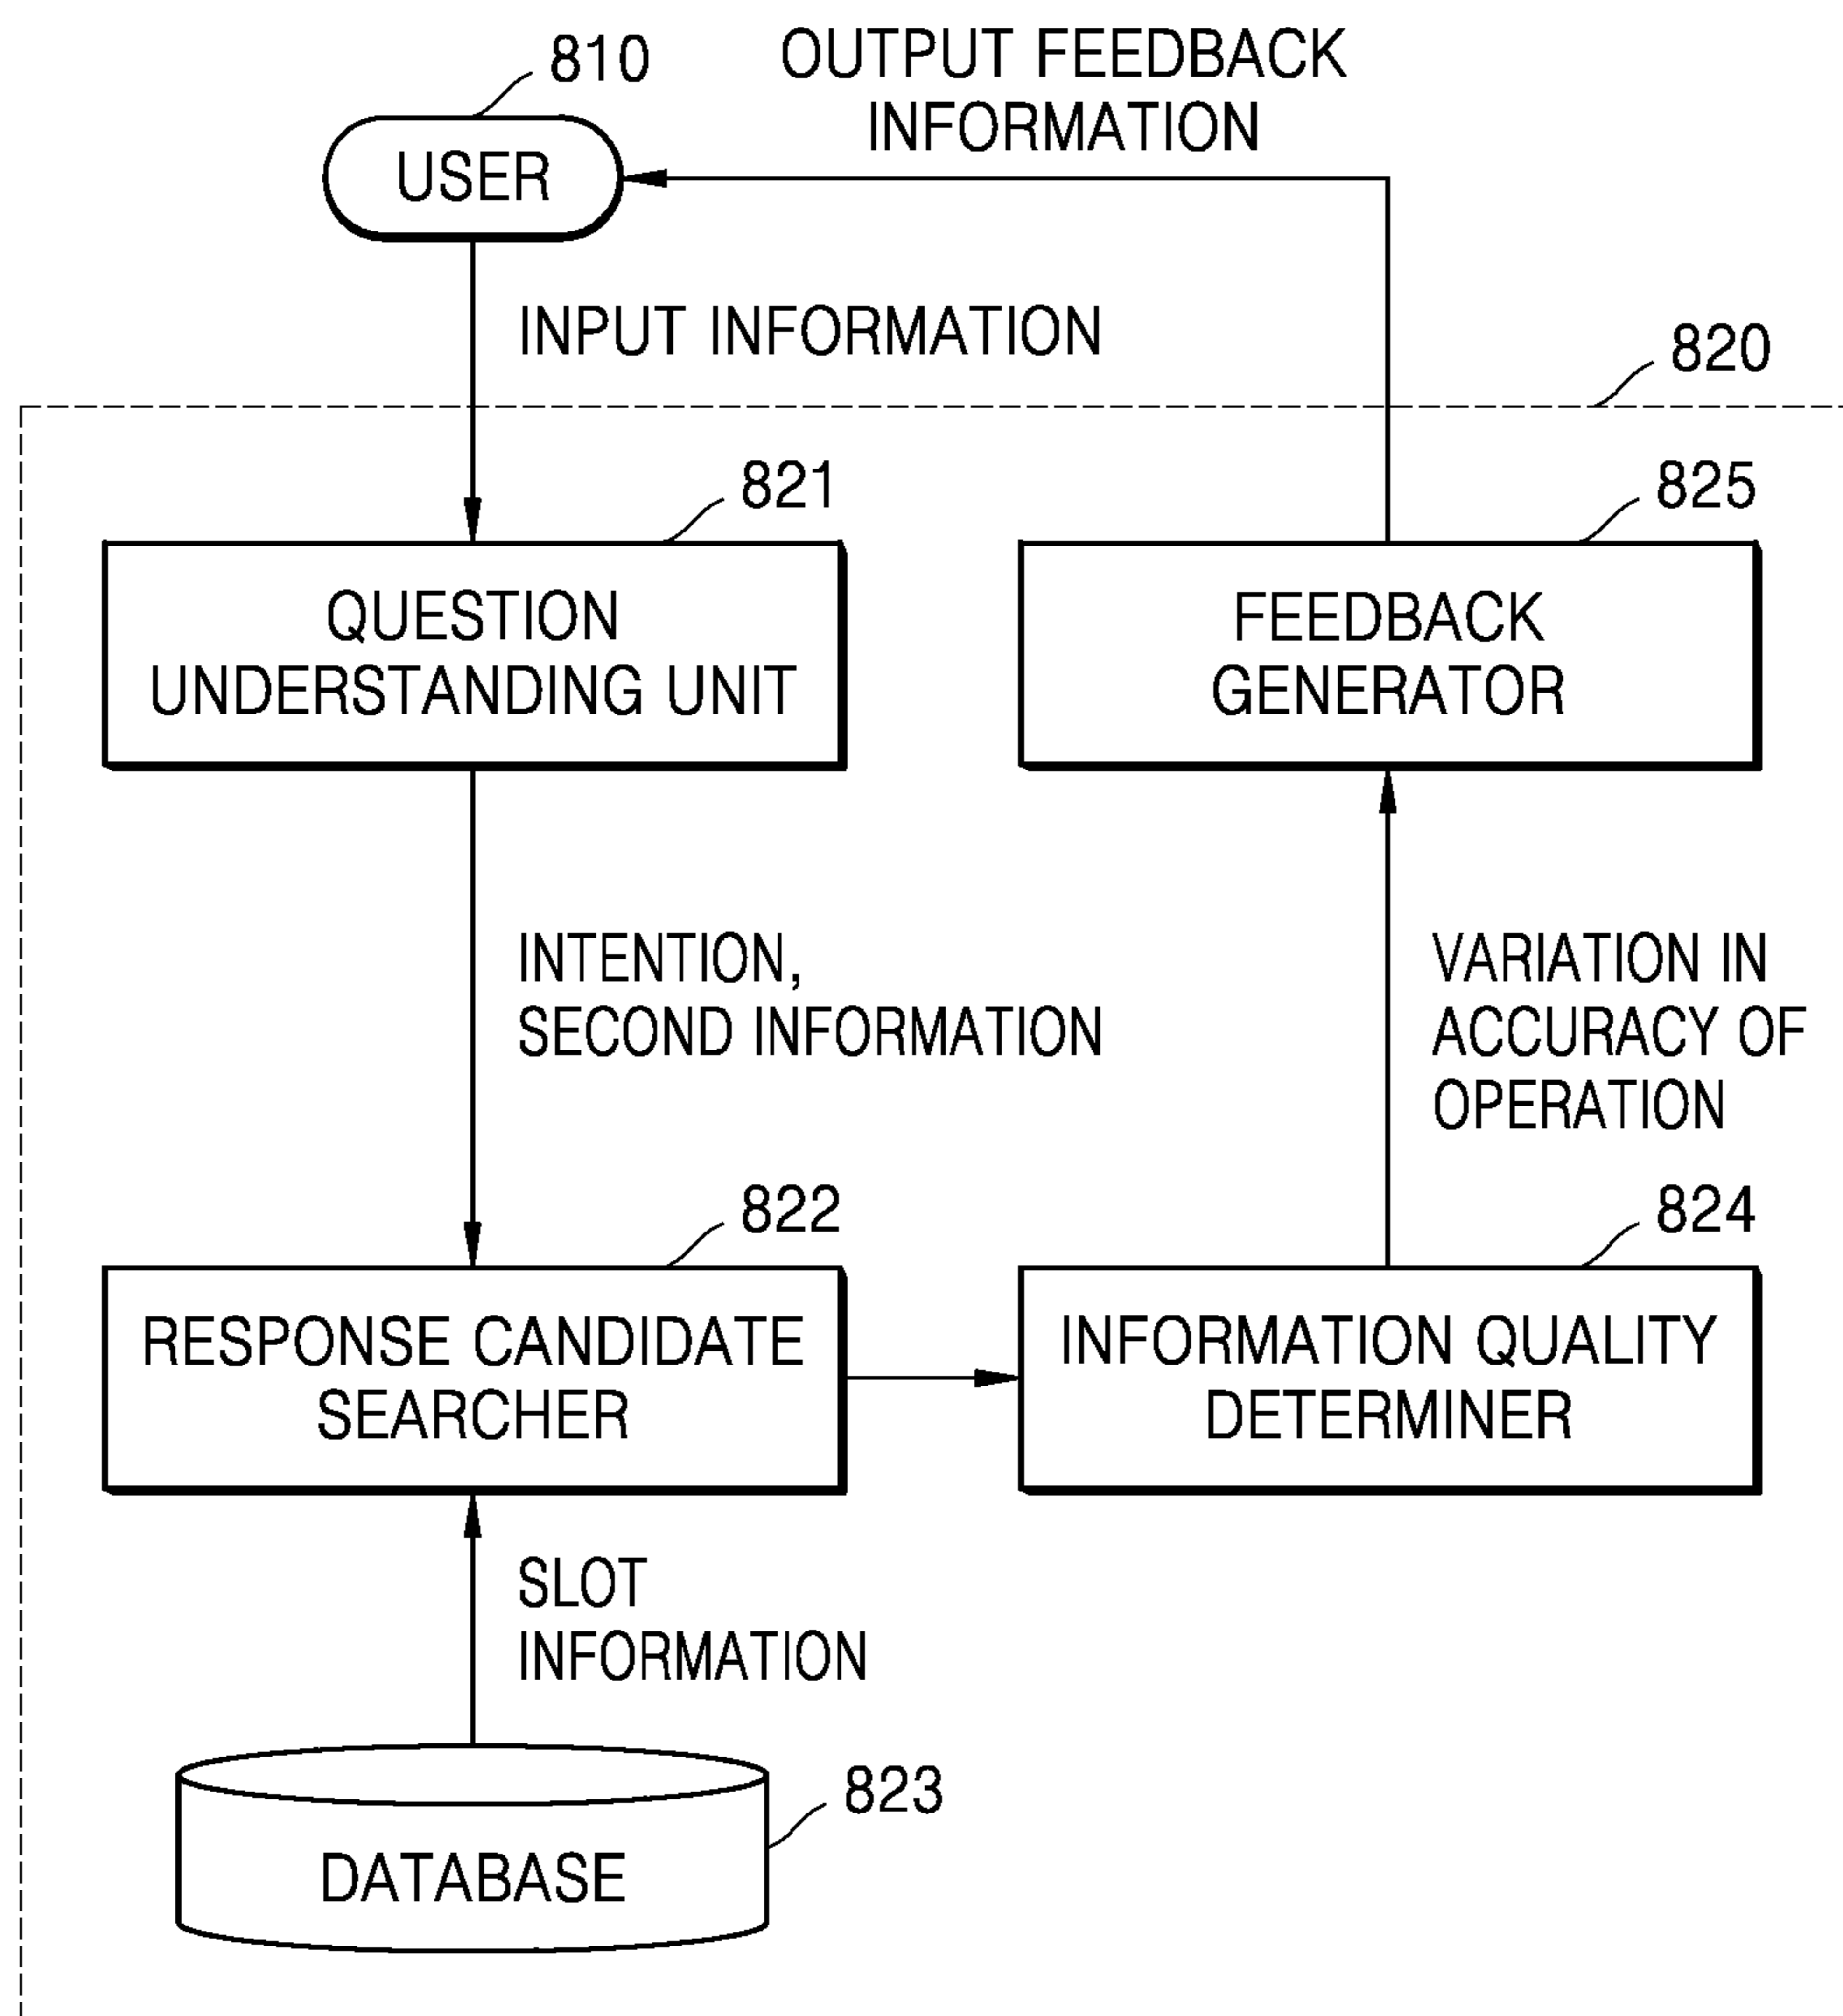 810
OUTPUT FEEDBACK
INFORMATION
USER
INPUT INFORMATION
820
821
825
QUESTION
UNDERSTANDING UNIT
FEEDBACK
GENERATOR
INTENTION,
SECOND INFORMATION
VARIATION IN
ACCURACY OF
OPERATION
822
824
RESPONSE CANDIDATE
SEARCHER
INFORMATION QUALITY
DETERMINER
SLOT
INFORMATION
823
DATABASE